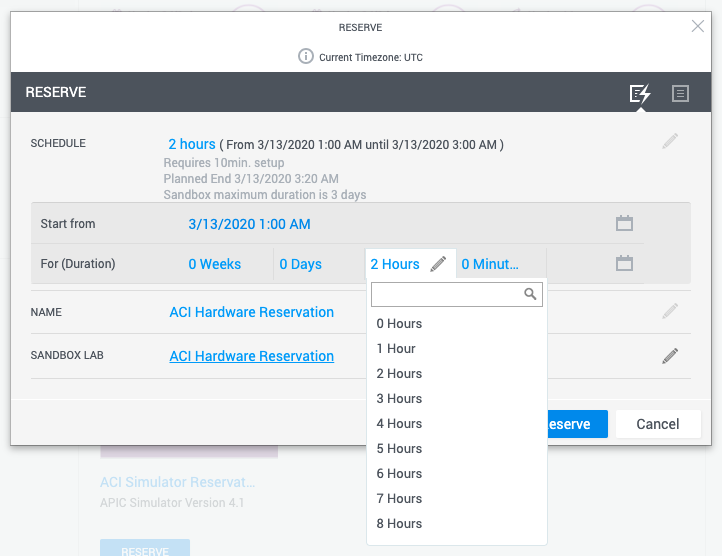 RESERVE
Current Timezone: UTC
RESERVE
SCHEDULE
2 hours ( From 3/13/2020 1:00 AM until 3/13/2020 3:00 AM )
Requires 10min. setup
Planned End 3/13/2020 3:20 AM
Sandbox maximum duration is 3 days
Start from 3/13/2020 1:00 AM
For (Duration) 0 Weeks 0 Days 2 Hours 0 Minut...
NAME ACI Hardware Reservation
SANDBOX LAB ACI Hardware Reservation
0 Hours
1 Hour
2 Hours
3 Hours
4 Hours
5 Hours
6 Hours
7 Hours
8 Hours
eserve Cancel
ACI Simulator Reservat...
APIC Simulator Version 4.1
RESERVE